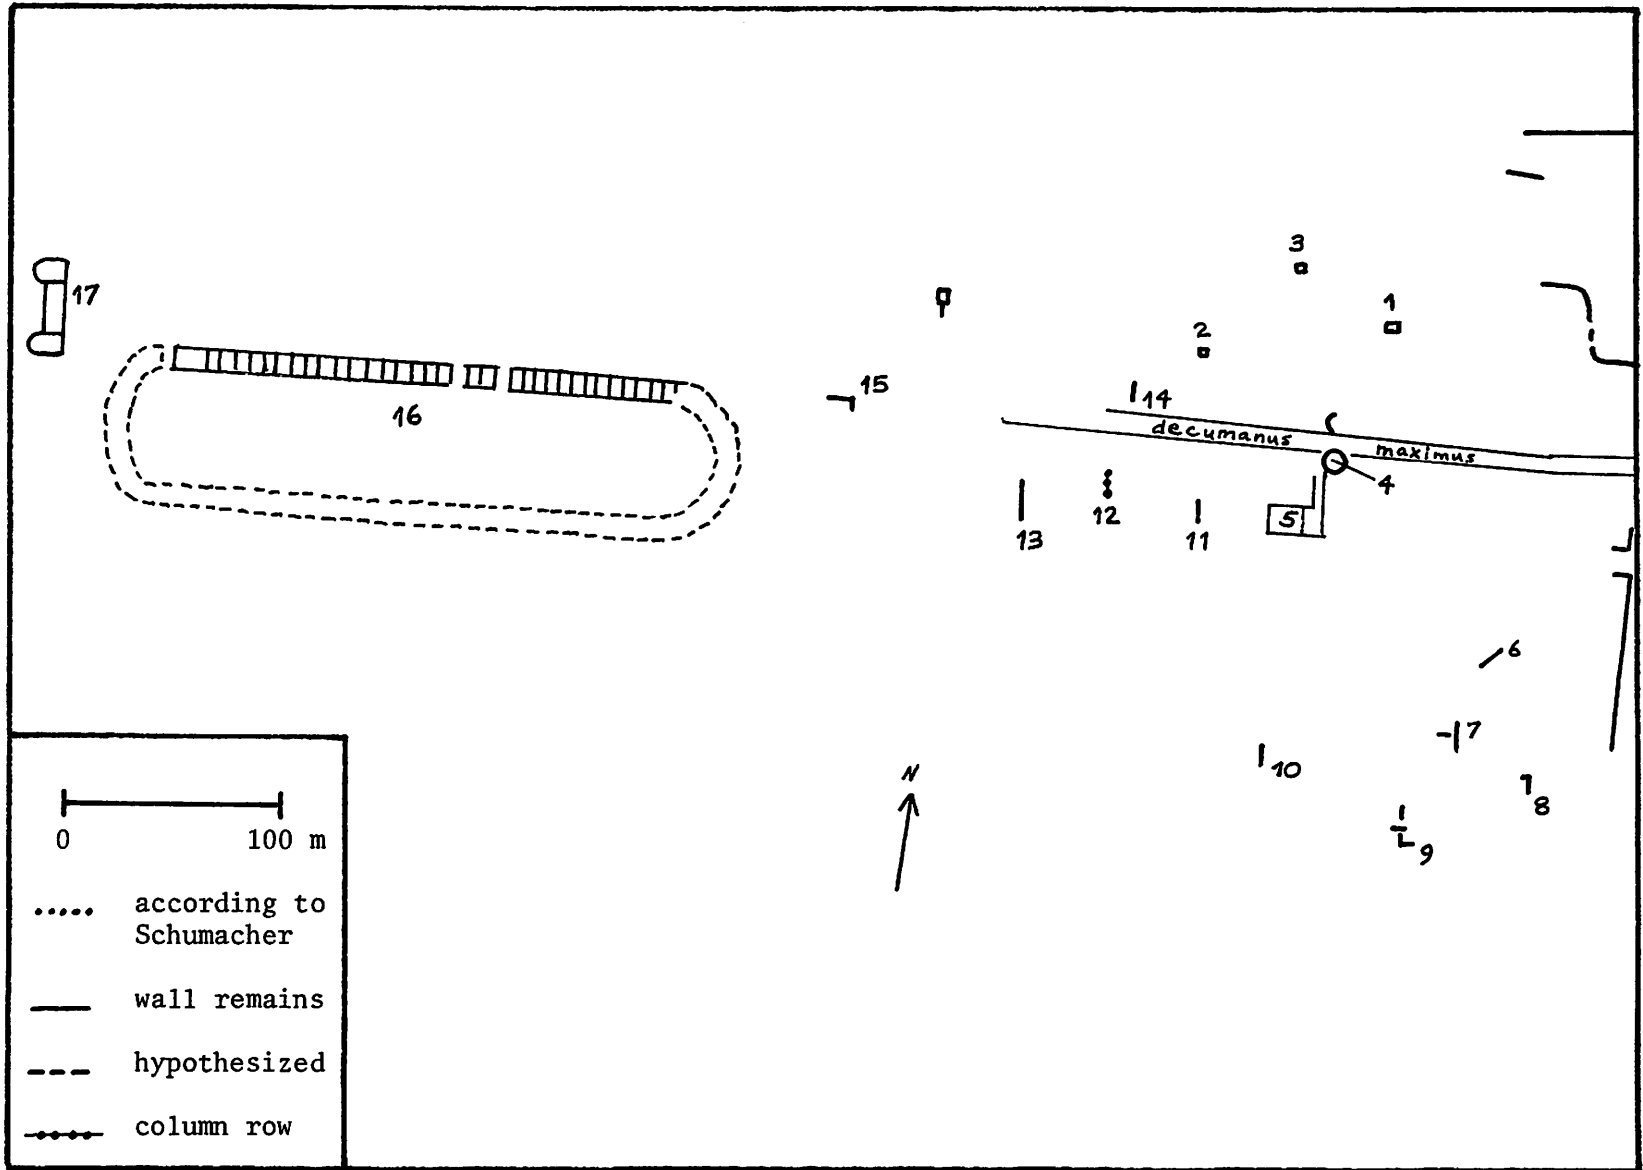 3
17
1
2
15
14
16
decumanus maximus
4
13
12
11
5
6
7
10
8
9
N
0 100 m
according to
Schumacher
wall remains
hypothesized
column row